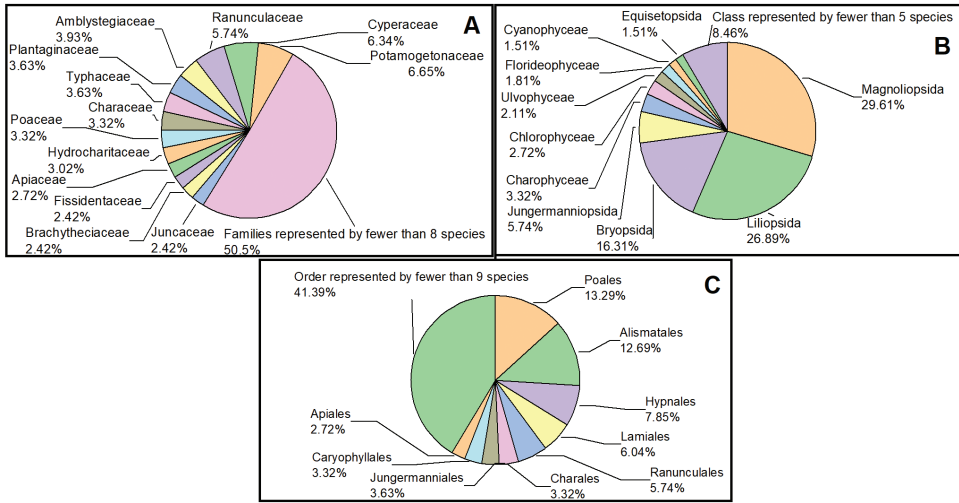 A
Ranunculaceae
5.74%
Cyperaceae
6.34%
Potamogetonaceae
6.65%
Amblystegiaceae
3.93%
Plantaginaceae
3.63%
Typhaceae
3.63%
Characeae
3.32%
Poaceae
3.32%
Hydrocharitaceae
3.02%
Apiaceae
2.72%
Fissidentaceae
2.42%
Brachytheciaceae
2.42%
Juncaceae
2.42%
Families represented by fewer than 8 species
50.5%
B
Equisetopsida
1.51%
Class represented by fewer than 5 species
8.46%
Cyanophyceae
1.51%
Florideophyceae
1.81%
Ulvophyceae
2.11%
Chlorophyceae
2.72%
Charophyceae
3.32%
Jungermanniopsida
5.74%
Bryopsida
16.31%
Liliopsida
26.89%
Magnoliopsida
29.61%
C
Order represented by fewer than 9 species
41.39%
Poales
13.29%
Alismatales
12.69%
Hypnales
7.85%
Lamiales
6.04%
Ranunculales
5.74%
Charales
3.32%
Jungermanniales
3.63%
Caryophyllales
3.32%
Apiales
2.72%